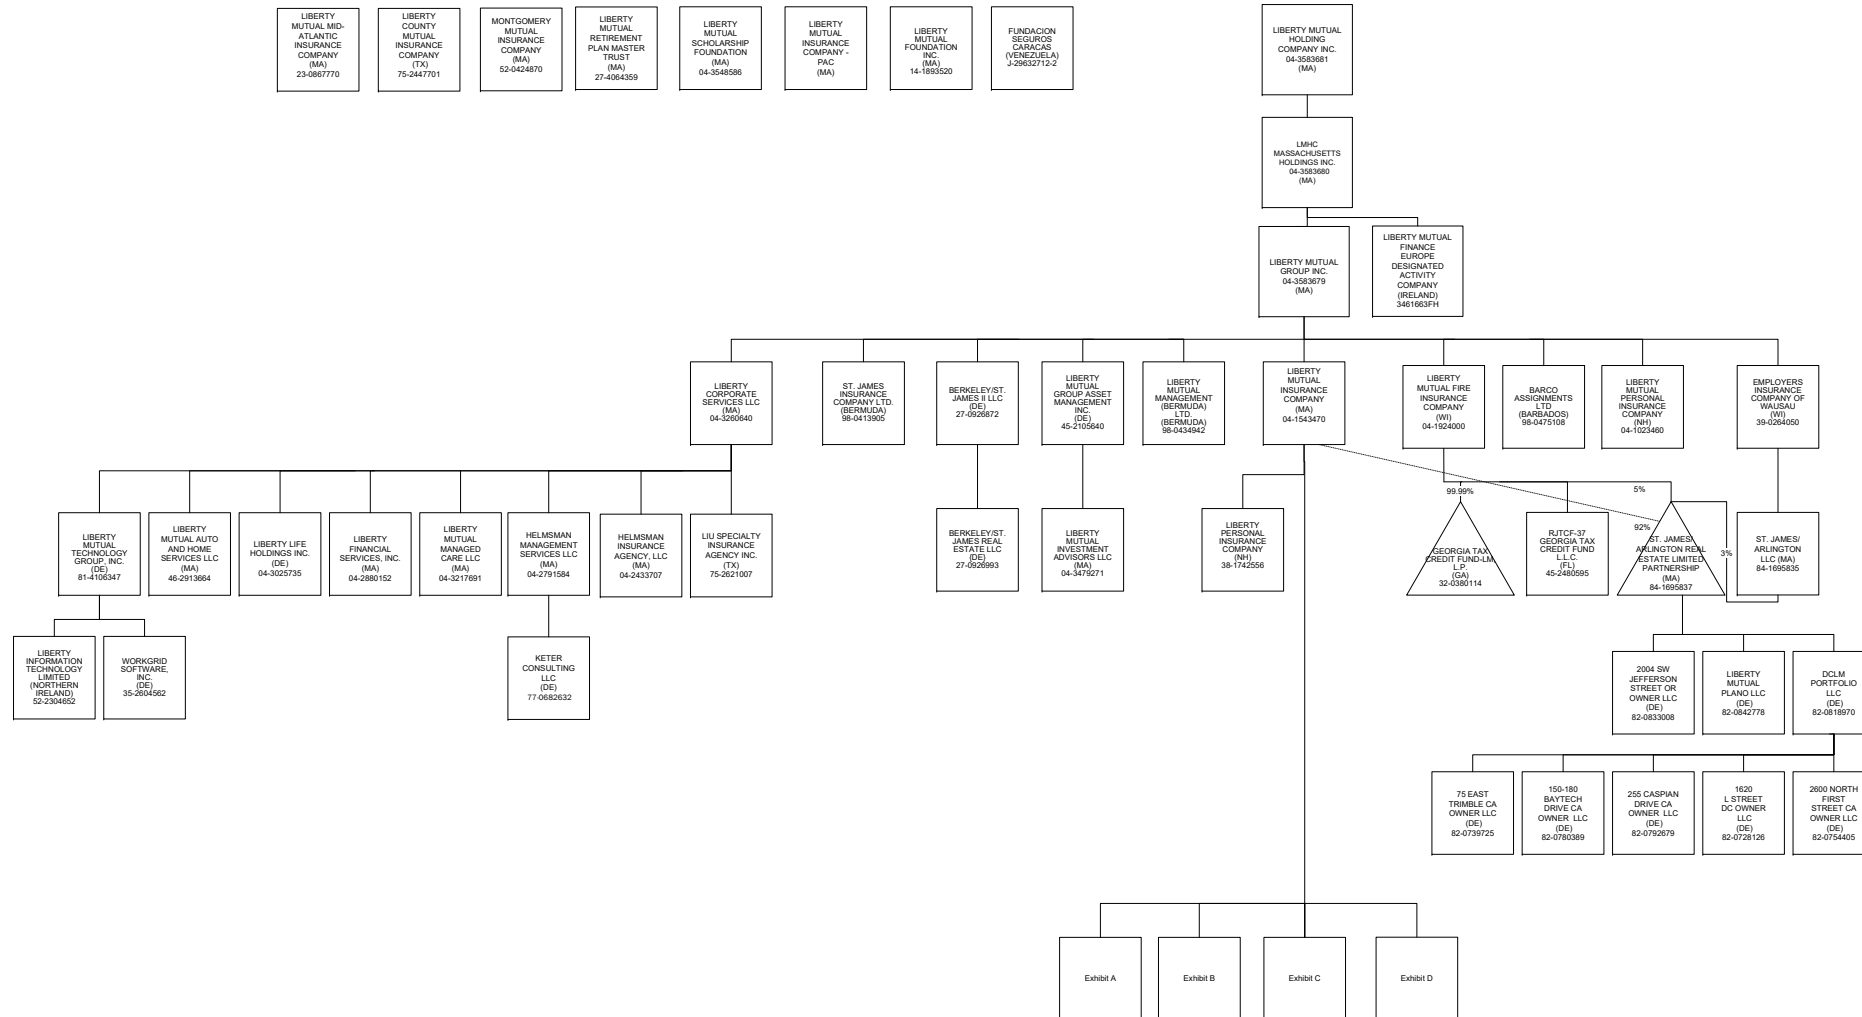 LIBERTY
MUTUAL MID-
ATLANTIC
INSURANCE
COMPANY
(MA)
23-0867770
LIBERTY
COUNTY
MUTUAL
INSURANCE
COMPANY
(TX)
75-2447701
MONTGOMERY
MUTUAL
INSURANCE
COMPANY
(MA)
52-0424870
LIBERTY
MUTUAL
RETIREMENT
PLAN MASTER
TRUST
(MA)
27-4064359
LIBERTY
MUTUAL
SCHOLARSHIP
FOUNDATION
(MA)
04-3548586
LIBERTY
MUTUAL
INSURANCE
COMPANY -
PAC
(MA)
LIBERTY
MUTUAL
FOUNDATION
INC.
(MA)
14-1893520
FUNDACION
SEGUROS
CARACAS
(VENEZUELA)
J-29632712-2
LIBERTY MUTUAL
HOLDING
COMPANY INC.
04-3583681
(MA)
LMHC
MASSACHUSETTS
HOLDINGS INC.
04-3583680
(MA)
LIBERTY MUTUAL
GROUP INC.
04-3583679
(MA)
LIBERTY MUTUAL
FINANCE
EUROPE
DESIGNATED
ACTIVITY
COMPANY
(IRELAND)
3461663FH
LIBERTY
CORPORATE
SERVICES LLC
(MA)
04-3260640
ST. JAMES
INSURANCE
COMPANY LTD.
(BERMUDA)
98-0413905
BERKELEY/ST.
JAMES II LLC
(DE)
27-0926872
LIBERTY
MUTUAL
GROUP ASSET
MANAGEMENT
INC.
(DE)
45-2105640
LIBERTY
MUTUAL
MANAGEMENT
(BERMUDA)
LTD.
(BERMUDA)
98-0434942
LIBERTY
MUTUAL
INSURANCE
COMPANY
(MA)
04-1543470
LIBERTY
MUTUAL FIRE
INSURANCE
COMPANY
(WI)
04-1924000
BARCO
ASSIGNMENTS
LTD
(BARBADOS)
98-0475108
LIBERTY
MUTUAL
PERSONAL
INSURANCE
COMPANY
(NH)
04-1023460
EMPLOYERS
INSURANCE
COMPANY OF
WAUSAU
(WI)
39-0264050
LIBERTY
MUTUAL
TECHNOLOGY
GROUP, INC.
(DE)
81-4106347
LIBERTY
MUTUAL AUTO
AND HOME
SERVICES LLC
(MA)
46-2913664
LIBERTY LIFE
HOLDINGS INC.
(DE)
04-3025735
LIBERTY
FINANCIAL
SERVICES, INC.
(MA)
04-2880152
LIBERTY
MUTUAL
MANAGED
CARE LLC
(MA)
04-3217691
HELMSMAN
MANAGEMENT
SERVICES LLC
(MA)
04-2791584
HELMSMAN
INSURANCE
AGENCY, LLC
(MA)
04-2433707
LIU SPECIALTY
INSURANCE
AGENCY INC.
(TX)
75-2621007
BERKELEY/ST.
JAMES REAL
ESTATE LLC
(DE)
27-0926993
LIBERTY
MUTUAL
INVESTMENT
ADVISORS LLC
(MA)
04-3479271
LIBERTY
PERSONAL
INSURANCE
COMPANY
(NH)
38-1742556
99.99%
GEORGIA TAX
CREDIT FUND-LM,
L.P.
(GA)
32-0380114
RJTCF-37
GEORGIA TAX
CREDIT FUND
L.L.C.
(FL)
45-2480595
5%
92%
3%
ST. JAMES/
ARLINGTON REAL
ESTATE LIMITED
PARTNERSHIP
(MA)
84-1695837
ST. JAMES/
ARLINGTON
LLC (MA)
84-1695835
LIBERTY
INFORMATION
TECHNOLOGY
LIMITED
(NORTHERN
IRELAND)
52-2304652
WORKGRID
SOFTWARE,
INC.
(DE)
35-2604562
KETER
CONSULTING
LLC
(DE)
77-0682632
2004 SW
JEFFERSON
STREET OR
OWNER LLC
(DE)
82-0833008
LIBERTY
MUTUAL
PLANO LLC
(DE)
82-0842778
DCLM
PORTFOLIO
LLC
(DE)
82-0818970
75 EAST
TRIMBLE CA
OWNER LLC
(DE)
82-0739725
150-180
BAYTECH
DRIVE CA
OWNER LLC
(DE)
82-0780389
255 CASPIAN
DRIVE CA
OWNER LLC
(DE)
82-0792679
1620
L STREET
DC OWNER
LLC
(DE)
82-0728126
2600 NORTH
FIRST
STREET CA
OWNER LLC
(DE)
82-0754405
Exhibit A
Exhibit B
Exhibit C
Exhibit D